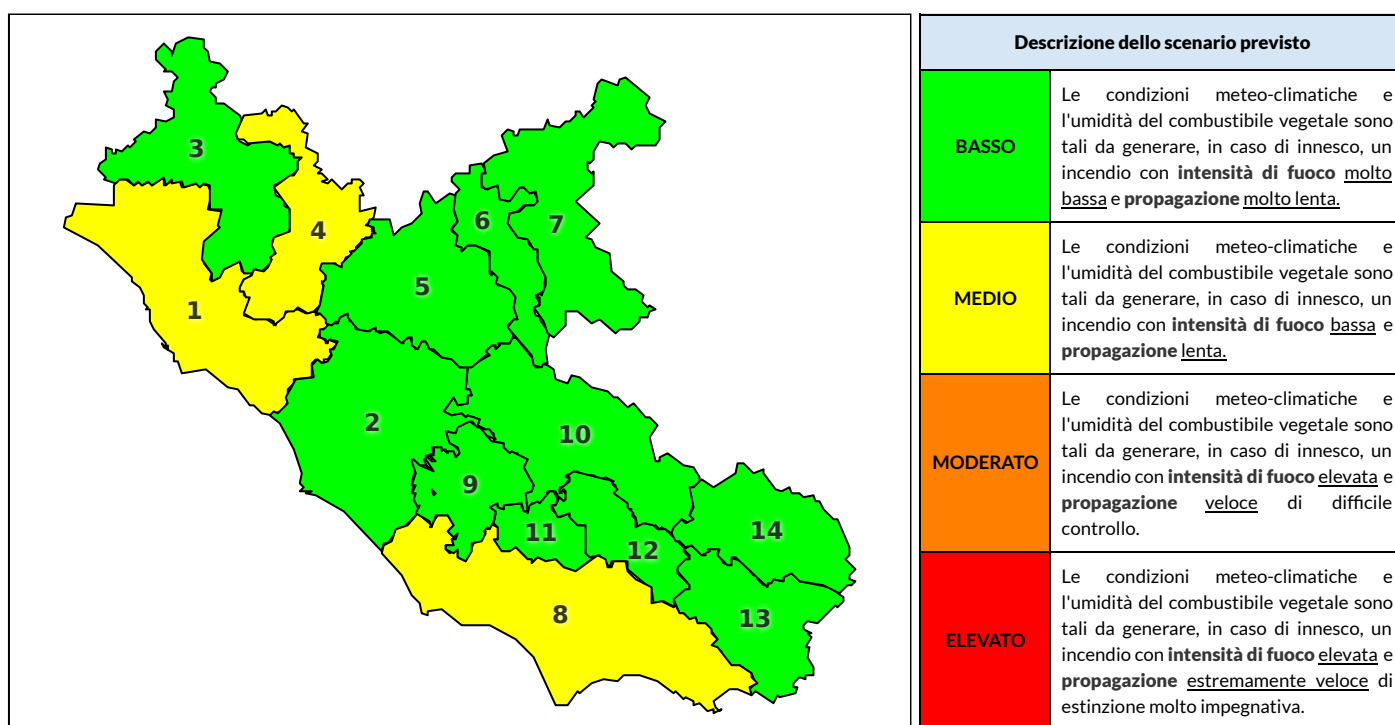 3
4
6
7
5
1
2
10
9
11
12
14
8
13
Descrizione dello scenario previsto
BASSO
Le condizioni meteo-climatiche e
l'umidità del combustibile vegetale sono
tali da generare, in caso di innesco, un
incendio con intensità di fuoco molto
bassa e propagazione molto lenta.
MEDIO
Le condizioni meteo-climatiche e
l'umidità del combustibile vegetale sono
tali da generare, in caso di innesco, un
incendio con intensità di fuoco bassa e
propagazione lenta.
MODERATO
Le condizioni meteo-climatiche e
l'umidità del combustibile vegetale sono
tali da generare, in caso di innesco, un
incendio con intensità di fuoco elevata e
propagazione veloce di difficile
controllo.
ELEVATO
Le condizioni meteo-climatiche e
l'umidità del combustibile vegetale sono
tali da generare, in caso di innesco, un
incendio con intensità di fuoco elevata e
propagazione estremamente veloce di
estinzione molto impegnativa.